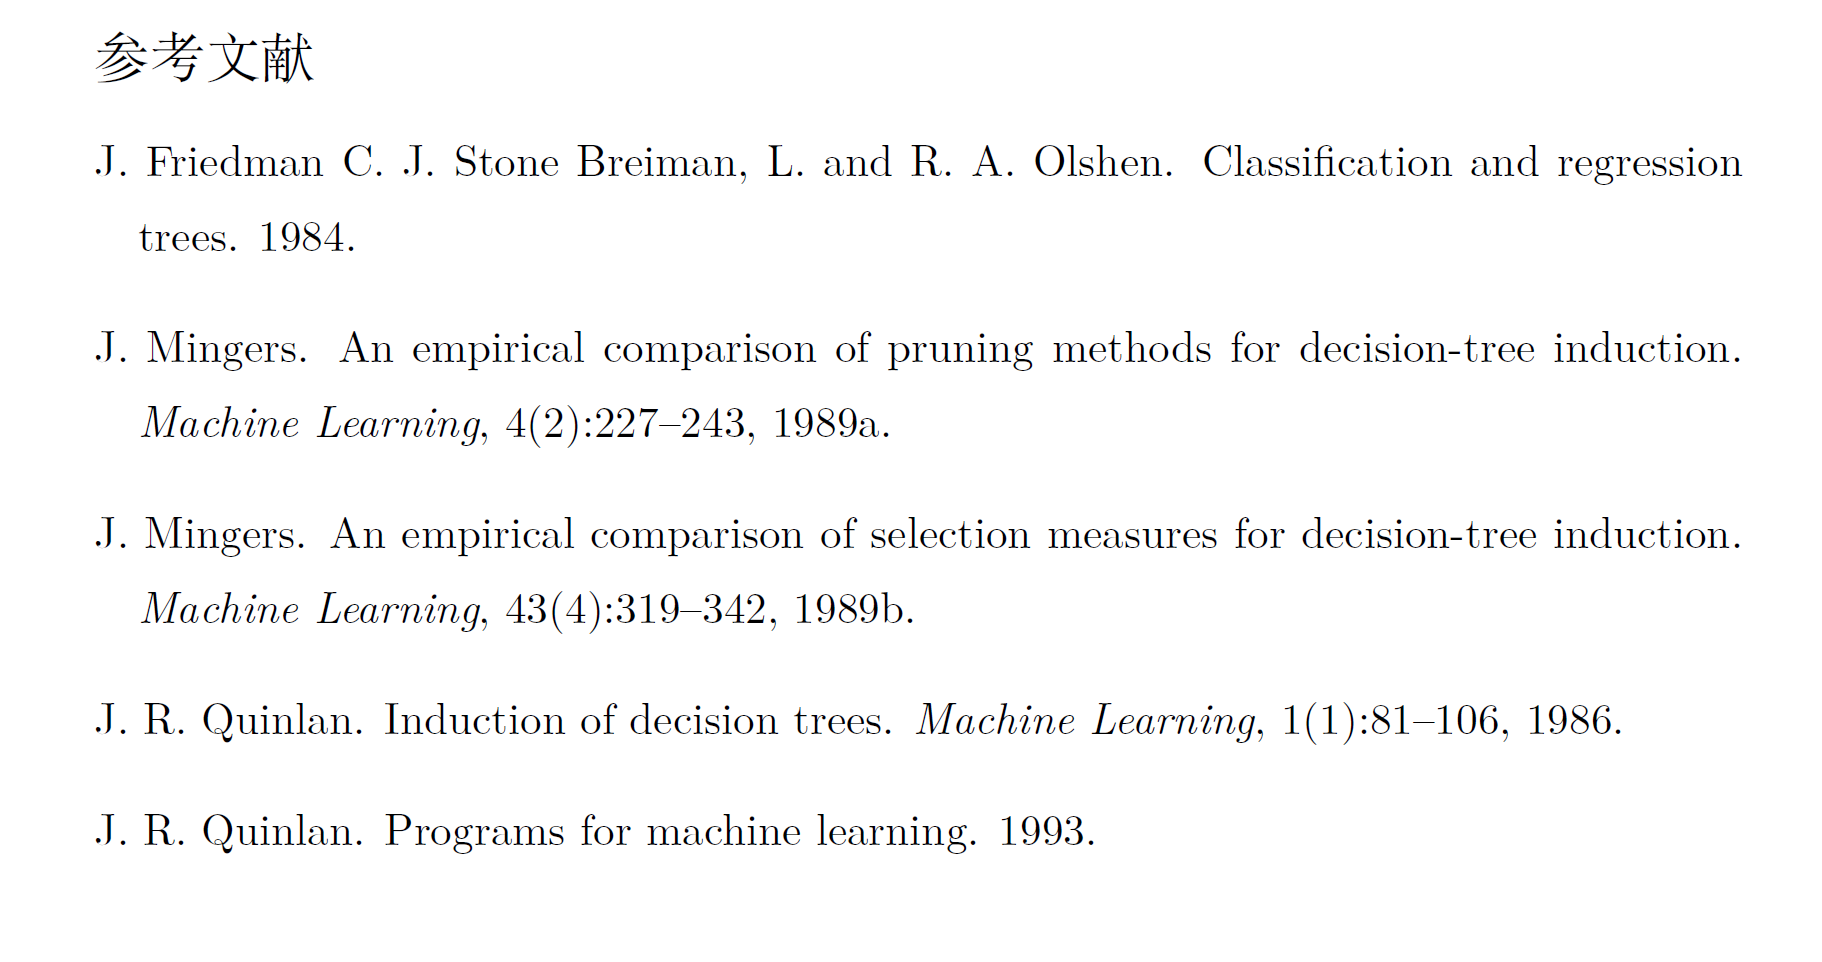 参考文献
J. Friedman C. J. Stone Breiman, L. and R. A. Olshen. Classification and regression
trees. 1984.
J. Mingers. An empirical comparison of pruning methods for decision-tree induction.
Machine Learning, 4(2):227–243, 1989a.
J. Mingers. An empirical comparison of selection measures for decision-tree induction.
Machine Learning, 43(4):319–342, 1989b.
J. R. Quinlan. Induction of decision trees. Machine Learning, 1(1):81–106, 1986.
J. R. Quinlan. Programs for machine learning. 1993.